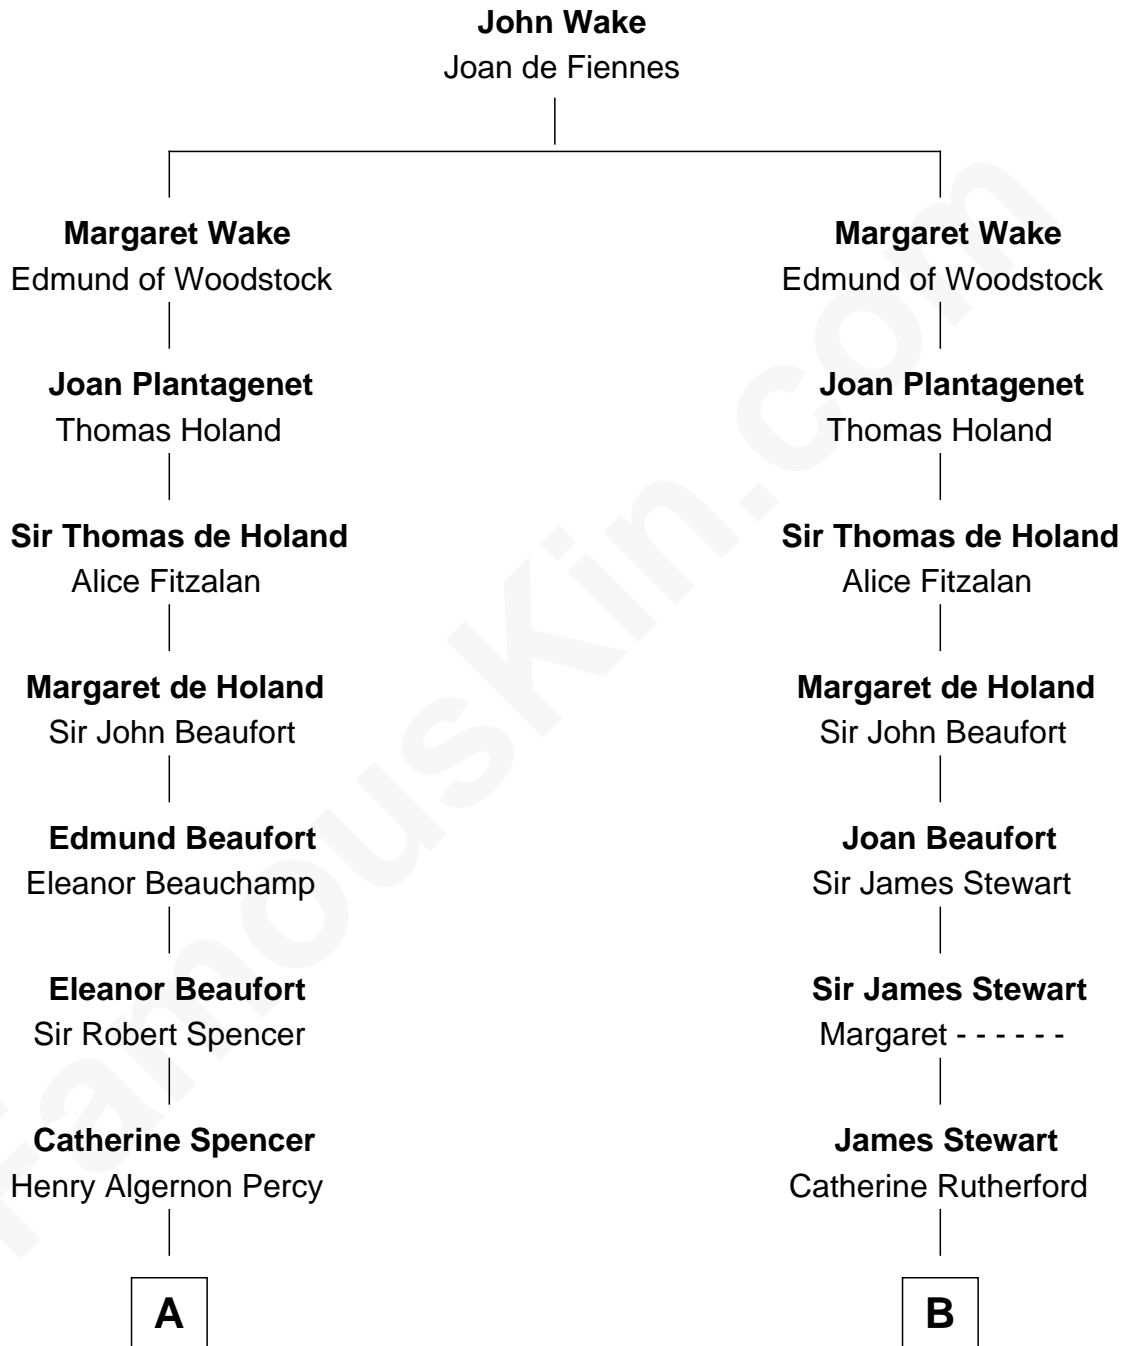 John Wake
Joan de Fiennes
Margaret Wake
Edmund of Woodstock
Joan Plantagenet
Thomas Holand
Sir Thomas de Holand
Alice Fitzalan
Margaret de Holand
Sir John Beaufort
Edmund Beaufort
Eleanor Beauchamp
Eleanor Beaufort
Sir Robert Spencer
Catherine Spencer
Henry Algernon Percy
A
Margaret Wake
Edmund of Woodstock
Joan Plantagenet
Thomas Holand
Sir Thomas de Holand
Alice Fitzalan
Margaret de Holand
Sir John Beaufort
Joan Beaufort
Sir James Stewart
Sir James Stewart
Margaret - - - - - -
James Stewart
Catherine Rutherford
B
FamousKin.com